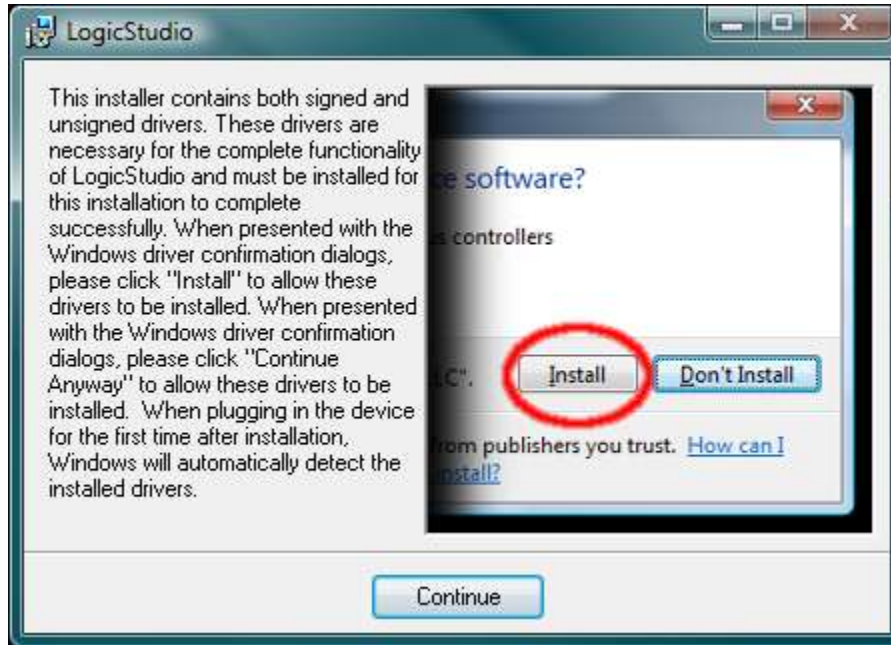 LogicStudio
This installer contains both signed and
unsigned drivers. These drivers are
necessary for the complete functionality
of LogicStudio and must be installed for
this installation to complete
successfully. When presented with the
Windows driver confirmation dialogs,
please click "Install" to allow these
drivers to be installed. When presented
with the Windows driver confirmation
dialogs, please click "Continue
Anyway" to allow these drivers to be
installed. When plugging in the device
for the first time after installation,
Windows will automatically detect the
installed drivers.
software?
controllers
LC".
Install
Don't Install
from publishers you trust. How can I
install?
Continue